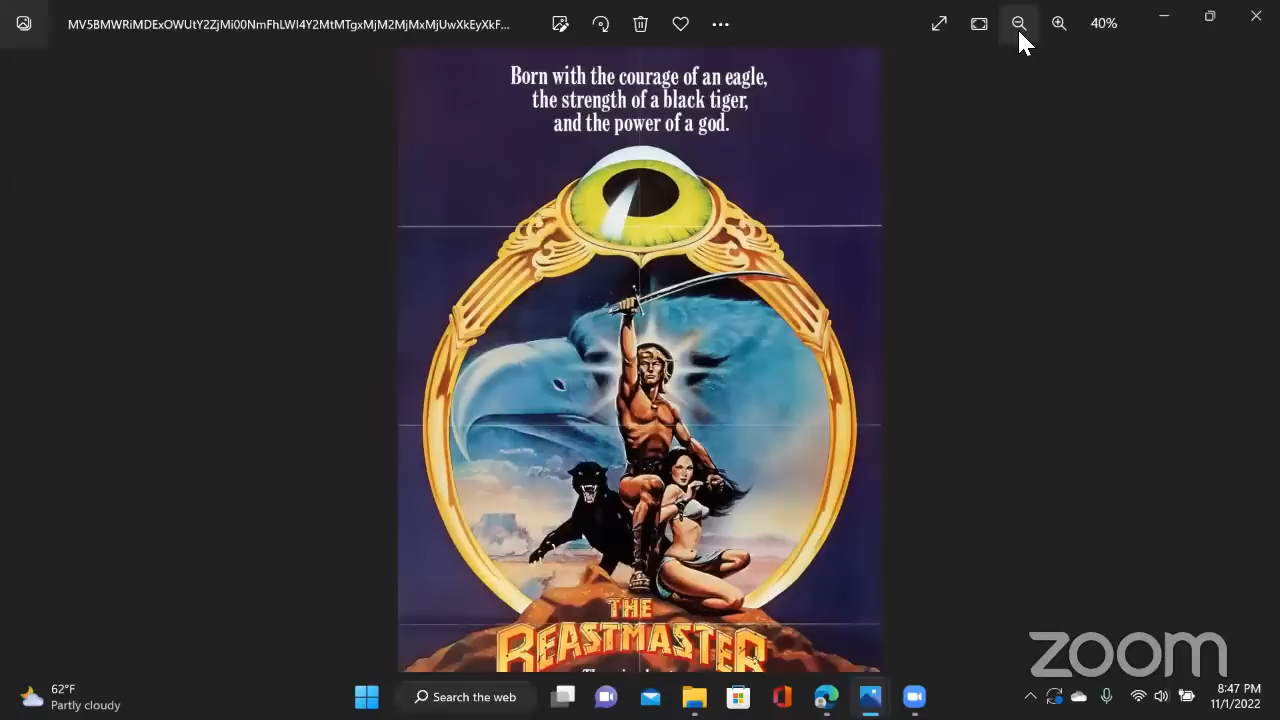 MV5BMWRiMDExOWUtY2ZjMi00NmFhLWI4Y2MtMTgxMjM2MjMxMjUwXkEyXkF...
40%
Born with the courage of an eagle,
the strength of a black tiger,
and the power of a god.
THE
BEASTMASTER
zoom
62°F
Partly cloudy
Search the web
8:47 PM
11/1/2022